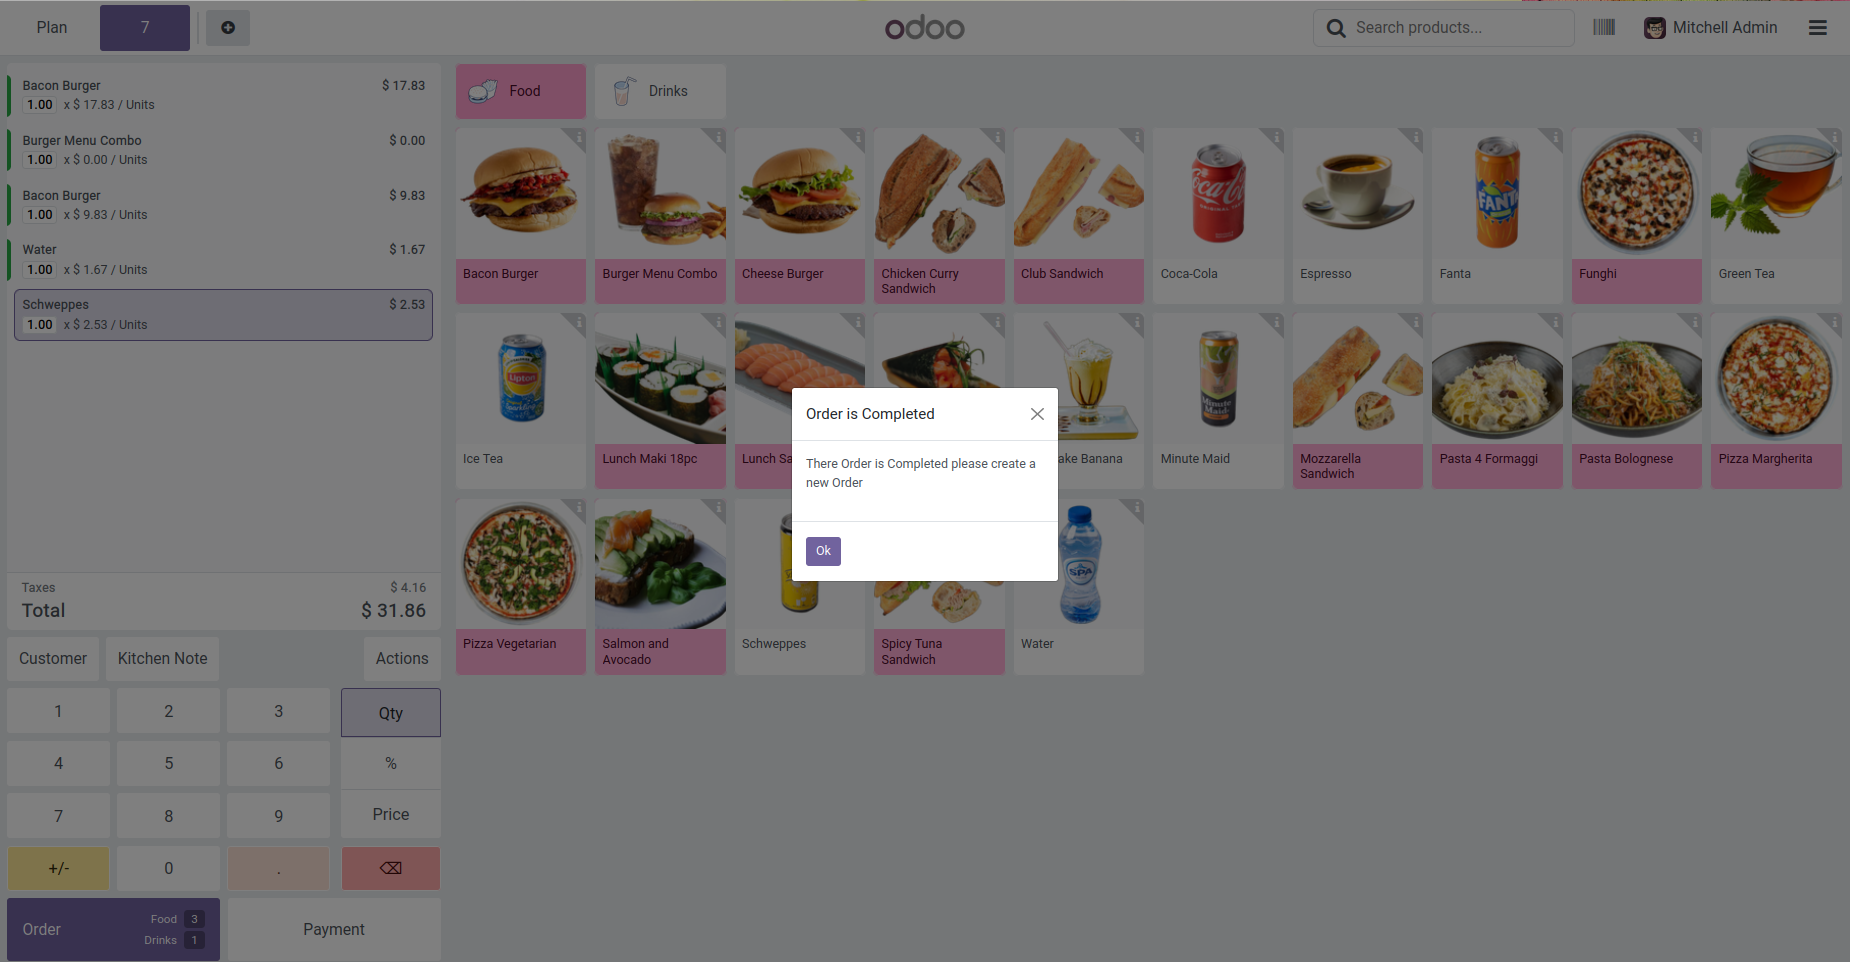 Plan
7
odoo
Search products...
Mitchell Admin
Bacon Burger
$ 17.83
1.00 x $ 17.83 / Units
Burger Menu Combo
$ 0.00
1.00 x $ 0.00 / Units
Bacon Burger
$ 9.83
1.00 x $ 9.83 / Units
Water
$ 1.67
1.00 x $ 1.67 / Units
Schweppes
$ 2.53
1.00 x $ 2.53 / Units
Taxes
$ 4.16
Total
$ 31.86
Customer
Kitchen Note
Actions
1
2
3
Qty
4
5
6
%
7
8
9
Price
+/-
0
.
Order
Food 3
Drinks 1
Payment
Food
Drinks
Bacon Burger
Burger Menu Combo
Cheese Burger
Chicken Curry
Sandwich
Club Sandwich
Coca-Cola
Espresso
FANTA
Fanta
Funghi
Green Tea
Lipton
Ice Tea
Lunch Maki 18pc
Lunch Sa
ake Banana
Minute
Maid
Minute Maid
Mozzarella
Sandwich
Pasta 4 Formaggi
Pasta Bolognese
Pizza Margherita
Pizza Vegetarian
Salmon and
Avocado
Schweppes
Spicy Tuna
Sandwich
SPA
Water
Order is Completed
There Order is Completed please create a
new Order
Ok